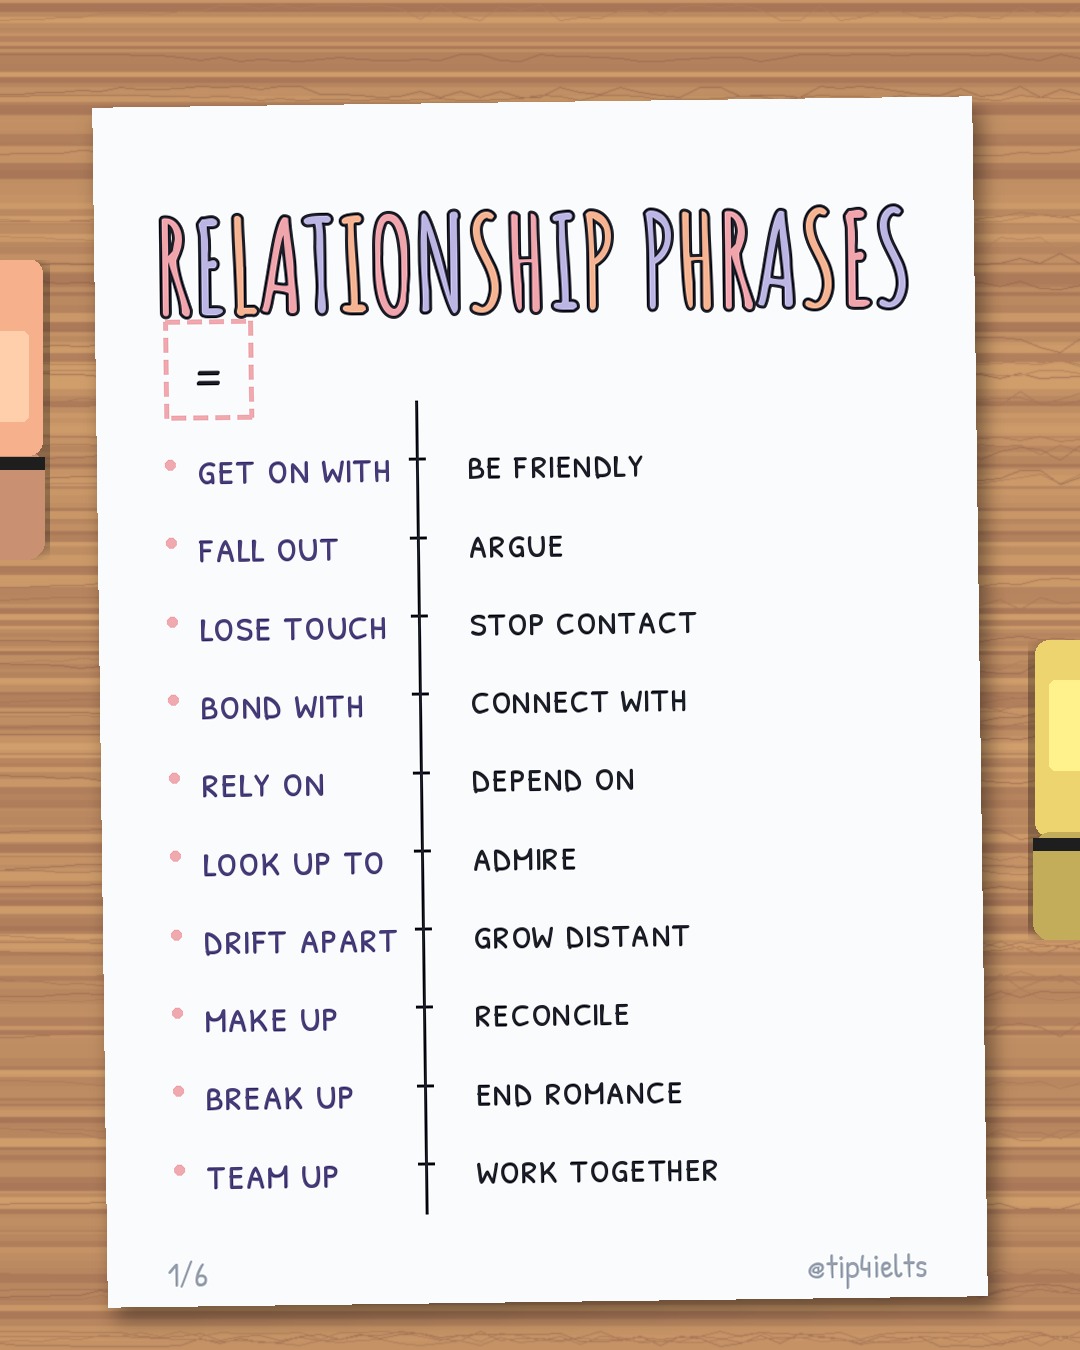 RELATIONSHIP PHRASES
=
GET ON WITH BE FRIENDLY
FALL OUT ARGUE
LOSE TOUCH STOP CONTACT
BOND WITH CONNECT WITH
RELY ON DEPEND ON
LOOK UP TO ADMIRE
DRIFT APART GROW DISTANT
MAKE UP RECONCILE
BREAK UP END ROMANCE
TEAM UP WORK TOGETHER
1/6 @tip4ielts